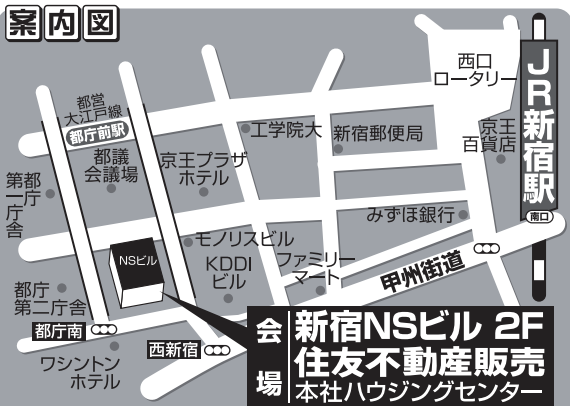 案内図
西口
ロータリー
JR新宿駅
南口
都営
大江戸線
都庁前駅
都議
会議場
都
第一庁舎
京王プラザ
ホテル
工学院大
新宿郵便局
京王
百貨店
みずほ銀行
モノリスビル
NSビル
KDDI
ビル
ファミリー
マート
甲州街道
都庁
第二庁舎
都庁南
西新宿
ワシントン
ホテル
会場
新宿NSビル 2F
住友不動産販売
本社ハウジングセンター